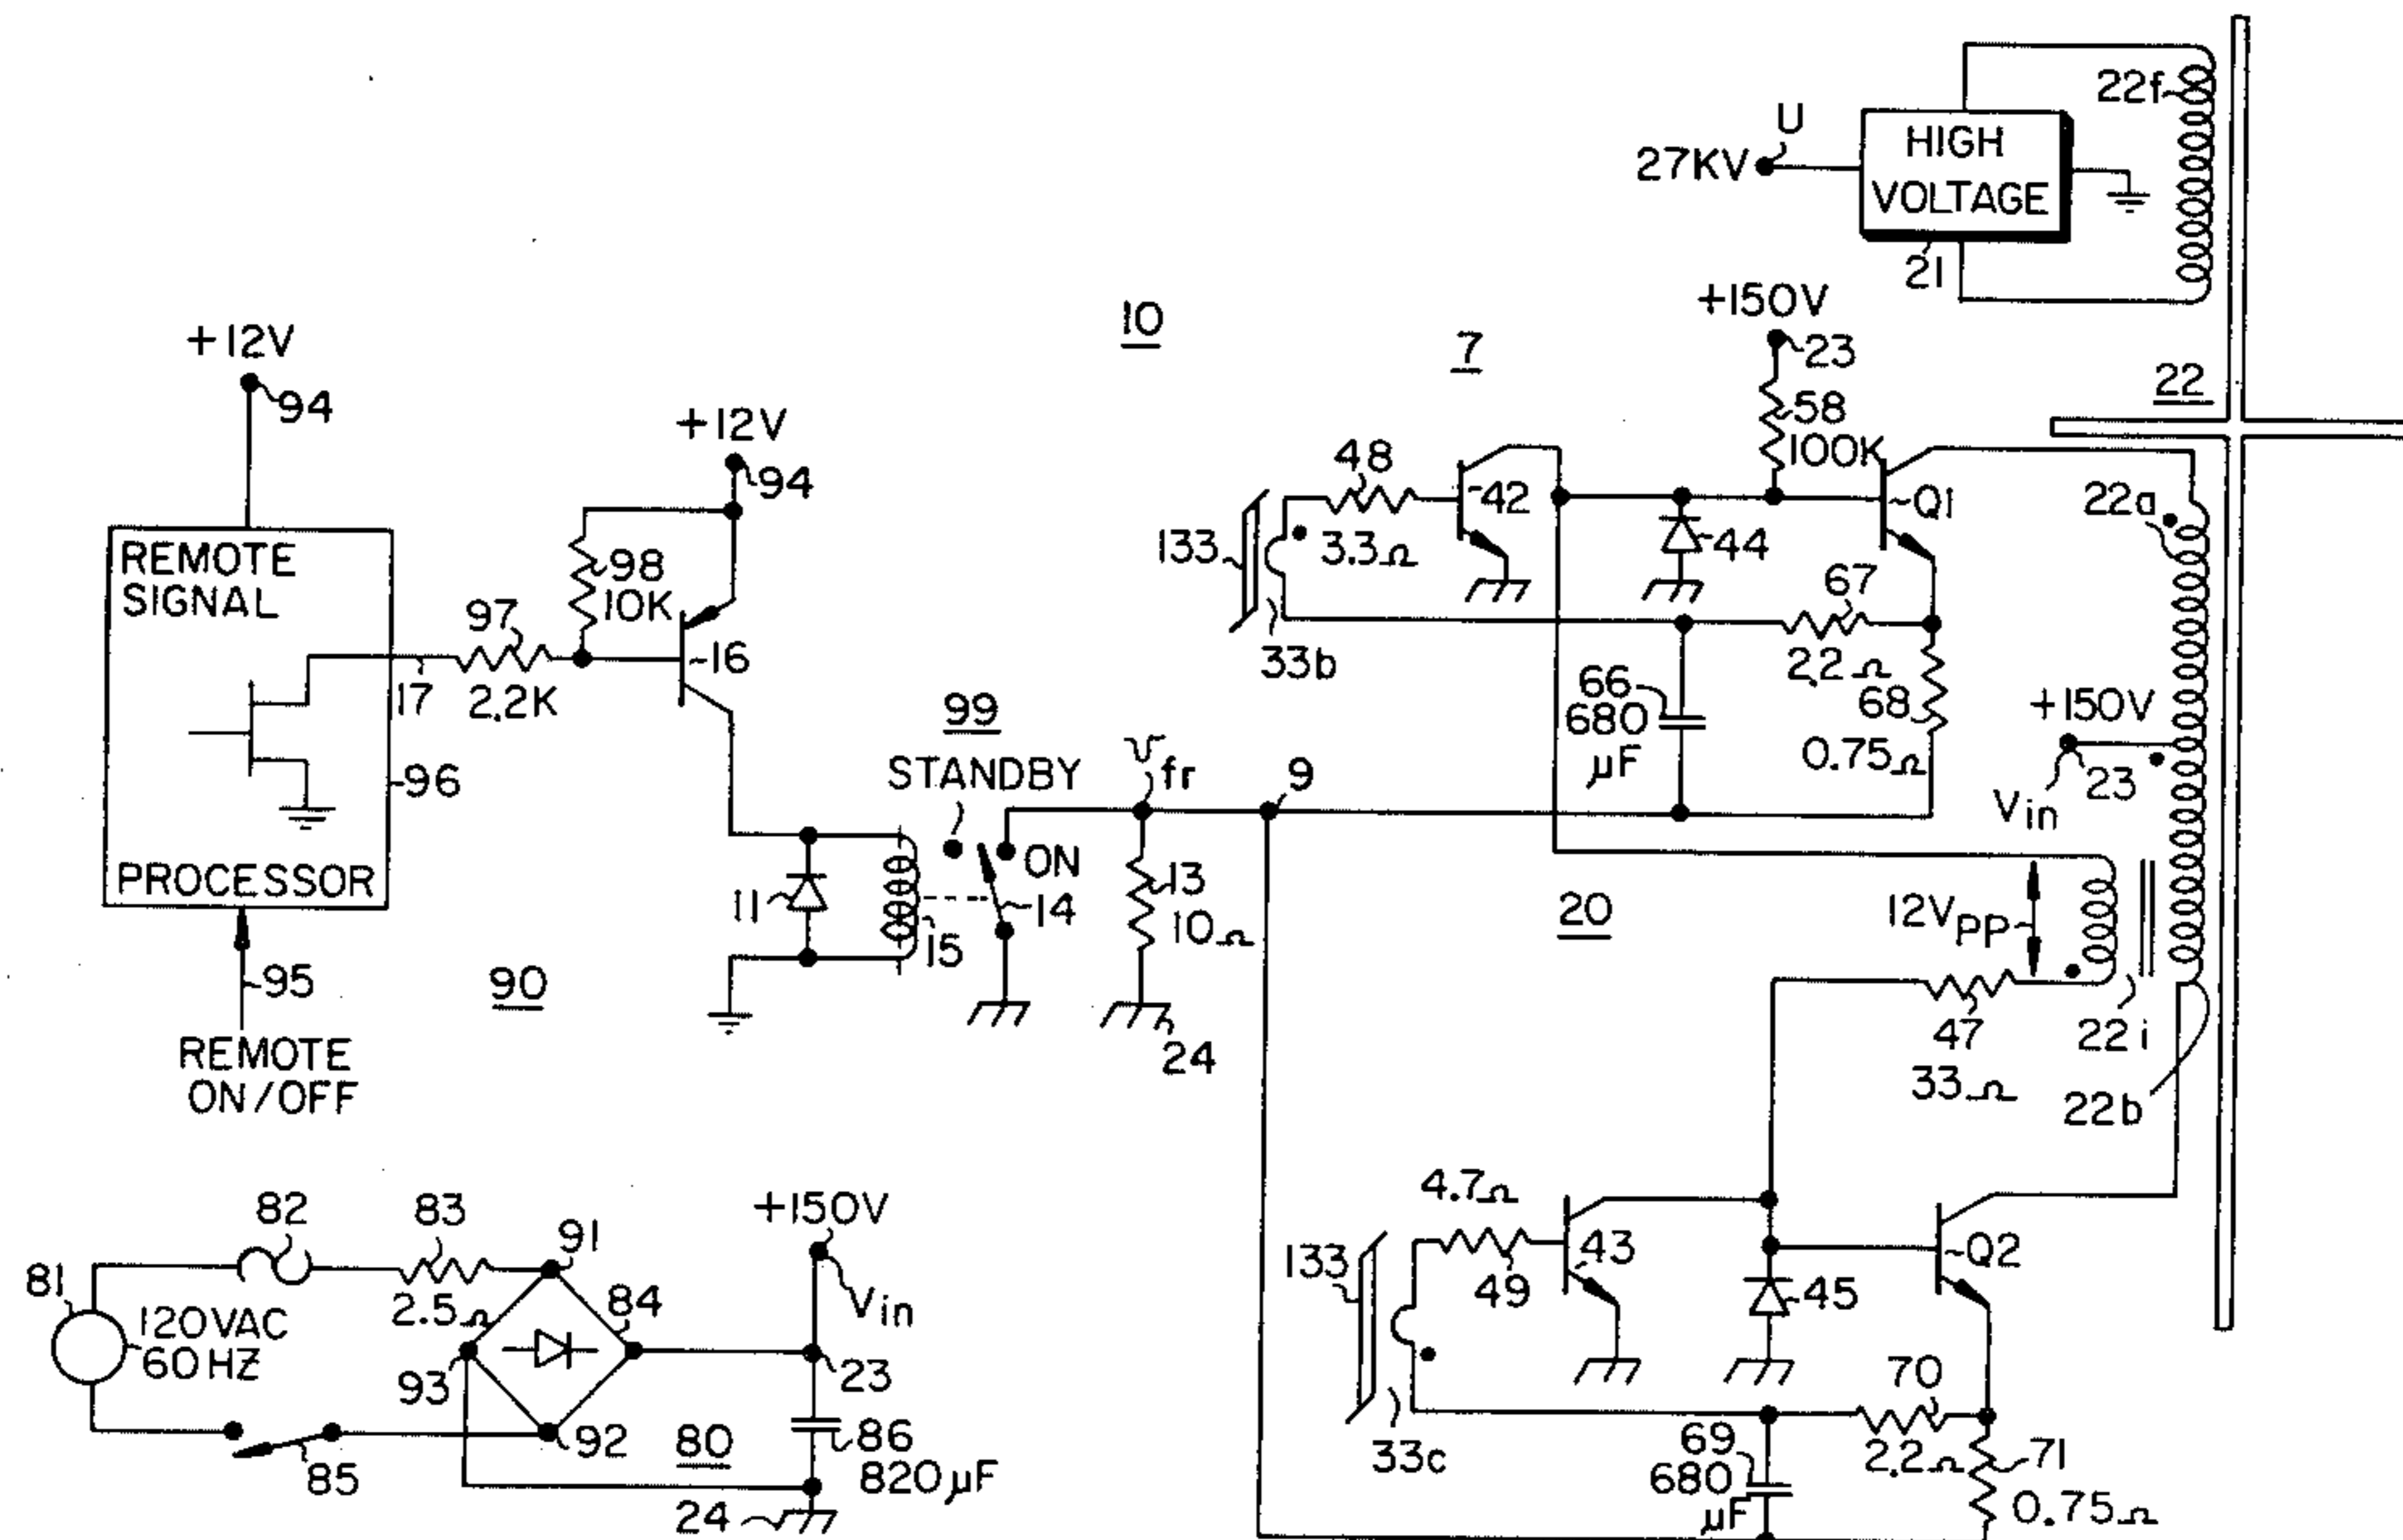 22f
U
27KV
HIGH
VOLTAGE
21
+150V
23
10
7
22
+12V
94
58
100K
+12V
94
48
42
Q1
22a
REMOTE
SIGNAL
98
10K
133
3.3Ω
44
67
97
16
33b
2.2Ω
17
2.2K
66
680
µF
68
0.75Ω
+150V
99
STANDBY
fr
9
23
Vin
96
PROCESSOR
11
15
ON
14
13
10Ω
20
12VPP
95
90
REMOTE
ON/OFF
24
47
33Ω
22i
22b
82
83
91
+150V
4.7Ω
81
120VAC
60HZ
2.5Ω
84
Vin
133
49
43
45
Q2
93
23
70
92
80
86
820µF
33c
69
680
µF
2.2Ω
71
0.75Ω
85
24